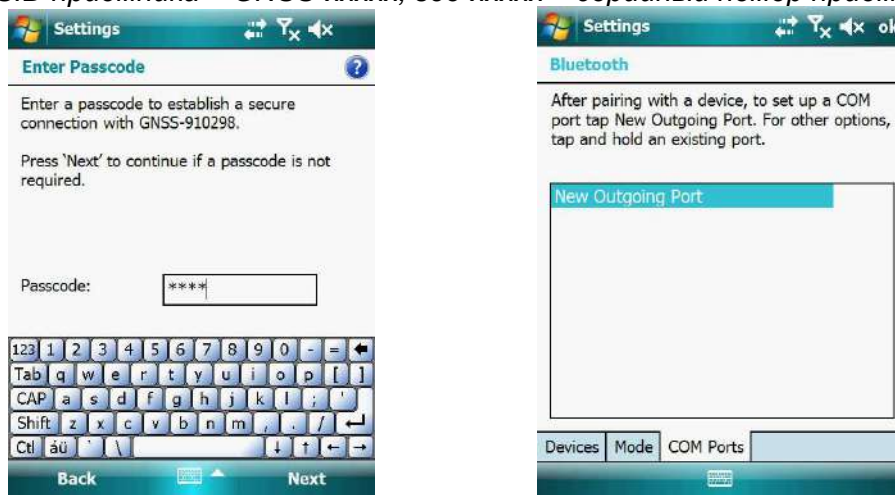 GNSS
Settings
Enter Passcode
Enter a passcode to establish a secure
connection with GNSS-910298.
Press 'Next' to continue if a passcode is not
required.
Passcode: ****
123 1 2 3 4 5 6 7 8 9 0 - =
Tab q w e r t y u i o p [ ]
CAP a s d f g h j k l ; '
Shift z x c v b n m , . /
Ctl áü ` \
Back Next
Settings ok
Bluetooth
After pairing with a device, to set up a COM
port tap New Outgoing Port. For other options,
tap and hold an existing port.
New Outgoing Port
Devices Mode COM Ports